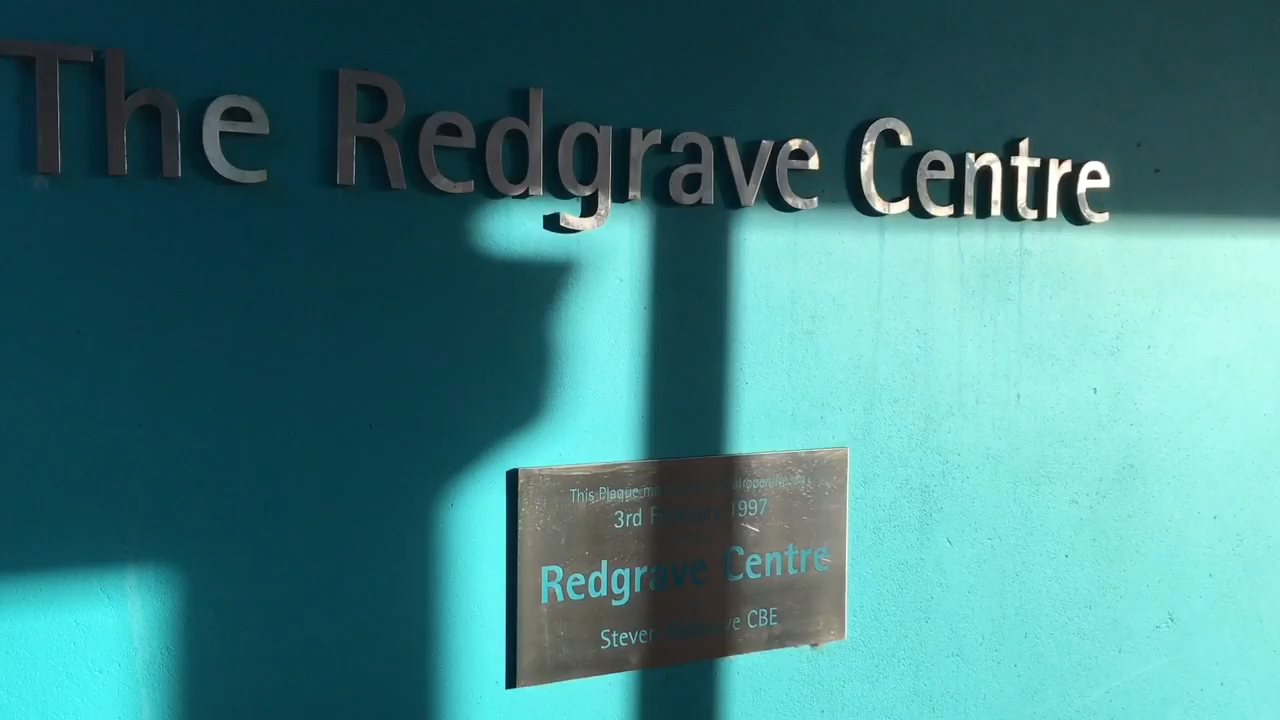 The Redgrave Centre
This Plaque
3rd February 1997
Redgrave Centre
Steven Redgrave CBE